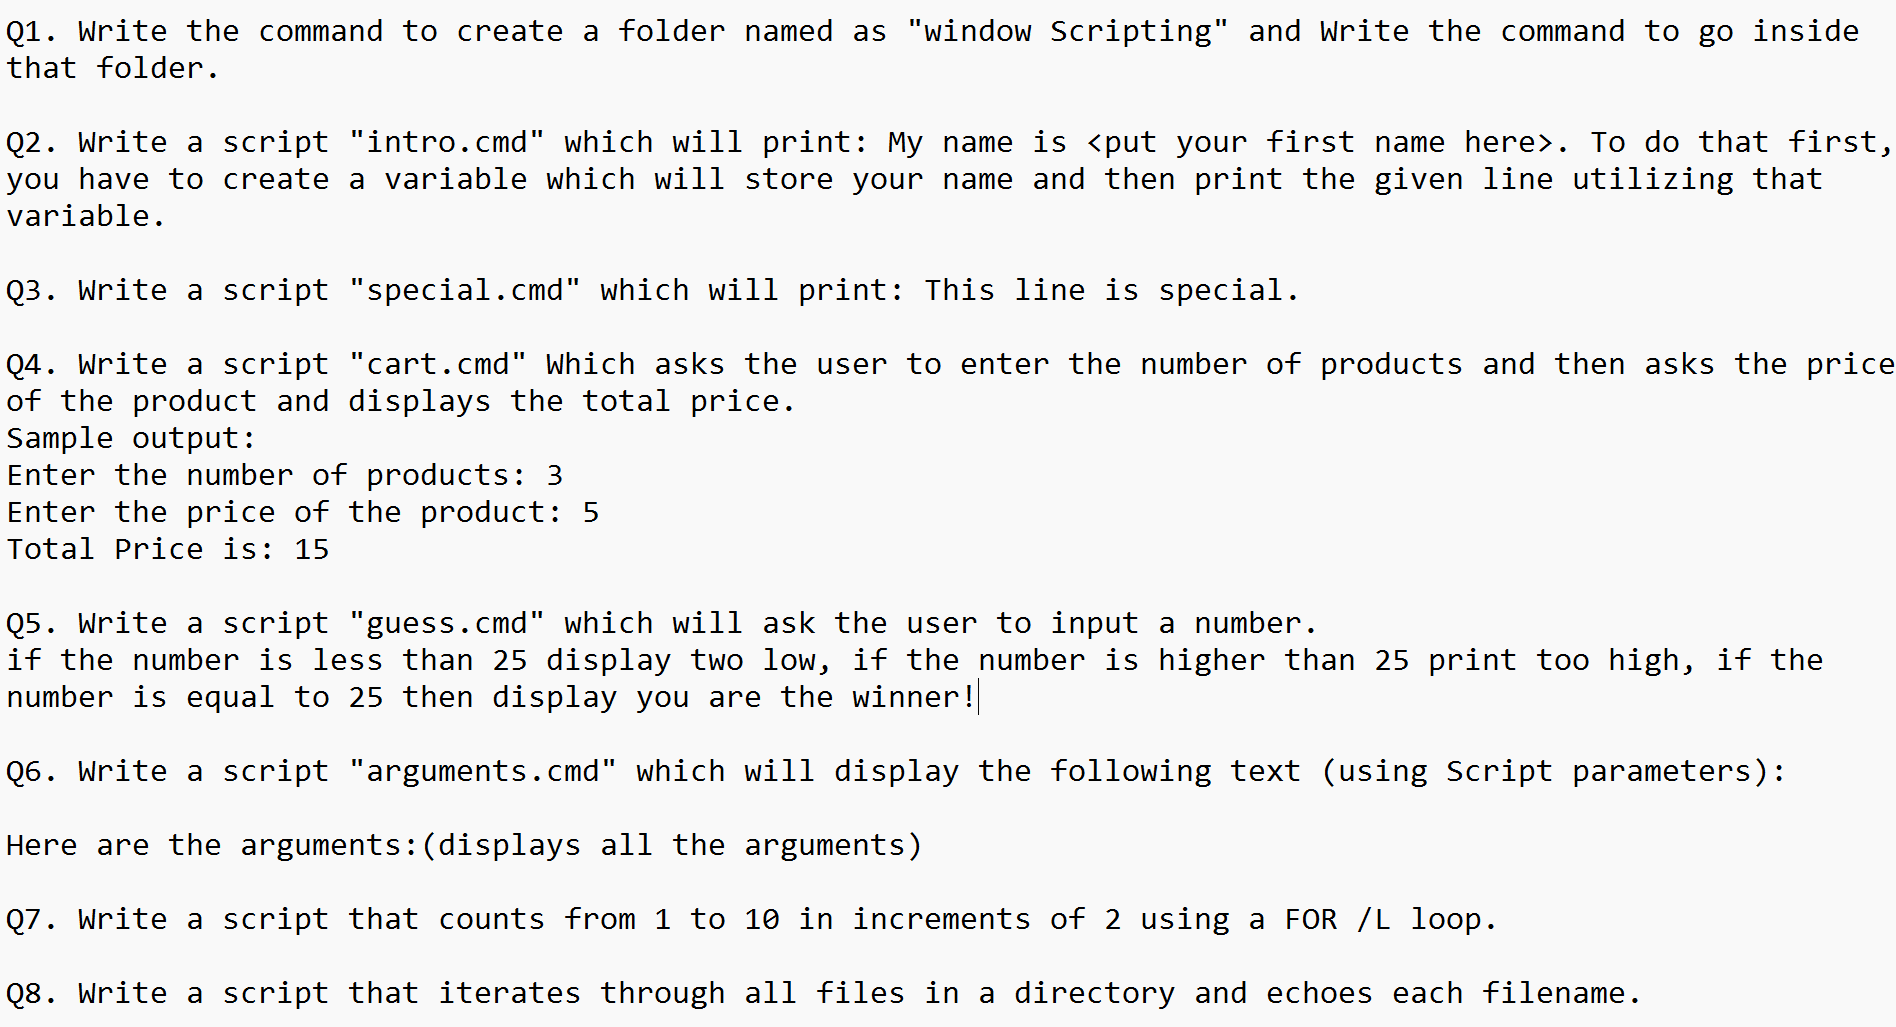 Q1. Write the command to create a folder named as "window Scripting" and Write the command to go inside
that folder.
Q2. Write a script "intro.cmd" which will print: My name is <put your first name here>. To do that first,
you have to create a variable which will store your name and then print the given line utilizing that
variable.
Q3. Write a script "special.cmd" which will print: This line is special.
Q4. Write a script "cart.cmd" Which asks the user to enter the number of products and then asks the price
of the product and displays the total price.
Sample output:
Enter the number of products: 3
Enter the price of the product: 5
Total Price is: 15
Q5. Write a script "guess.cmd" which will ask the user to input a number.
if the number is less than 25 display two low, if the number is higher than 25 print too high, if the
number is equal to 25 then display you are the winner!
Q6. Write a script "arguments.cmd" which will display the following text (using Script parameters):
Here are the arguments:(displays all the arguments)
Q7. Write a script that counts from 1 to 10 in increments of 2 using a FOR /L loop.
Q8. Write a script that iterates through all files in a directory and echoes each filename.